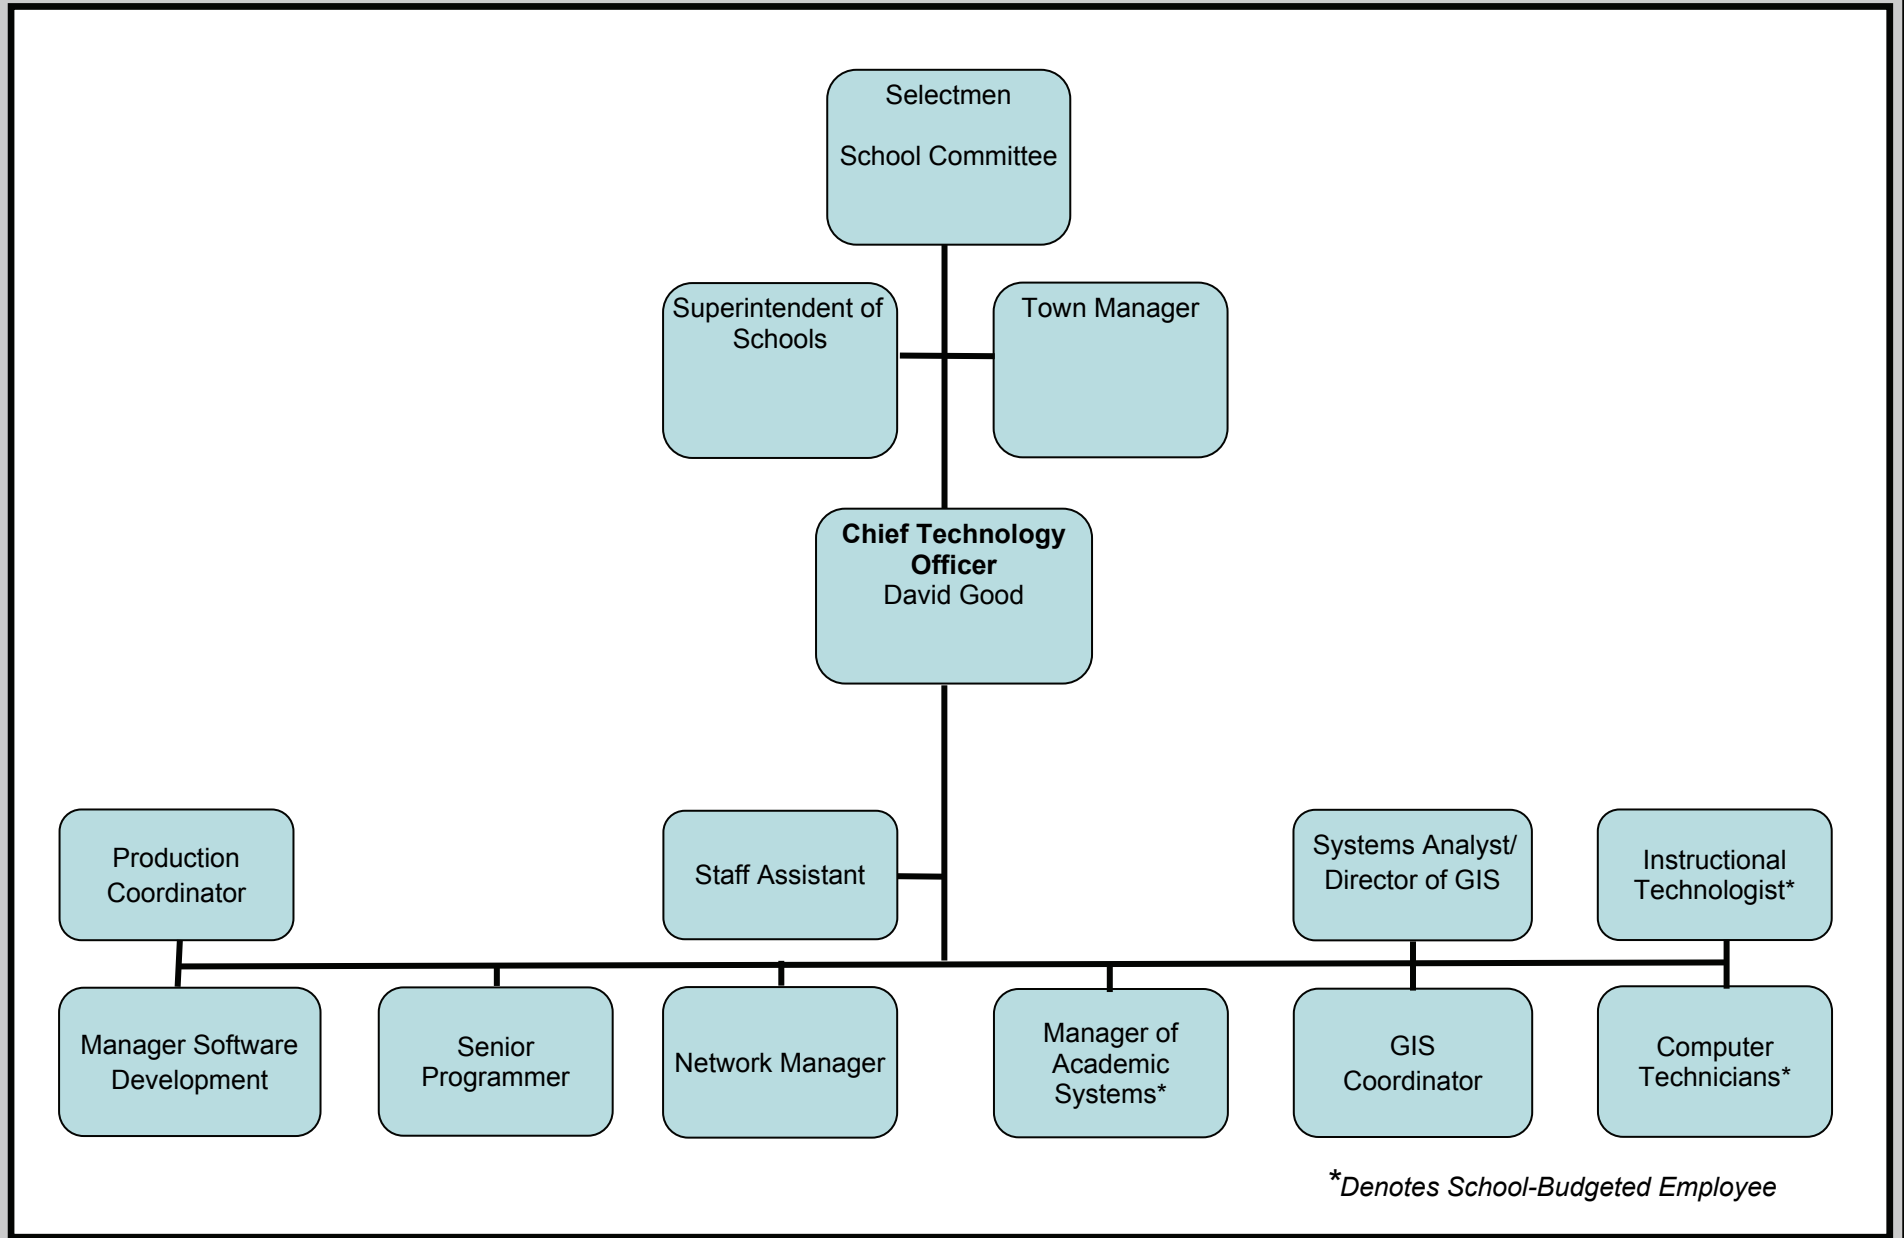 Selectmen
School Committee
Superintendent of
Schools
Town Manager
Chief Technology
Officer
David Good
Production
Coordinator
Staff Assistant
Systems Analyst/
Director of GIS
Instructional
Technologist*
Manager Software
Development
Senior
Programmer
Network Manager
Manager of
Academic
Systems*
GIS
Coordinator
Computer
Technicians*
*Denotes School-Budgeted Employee